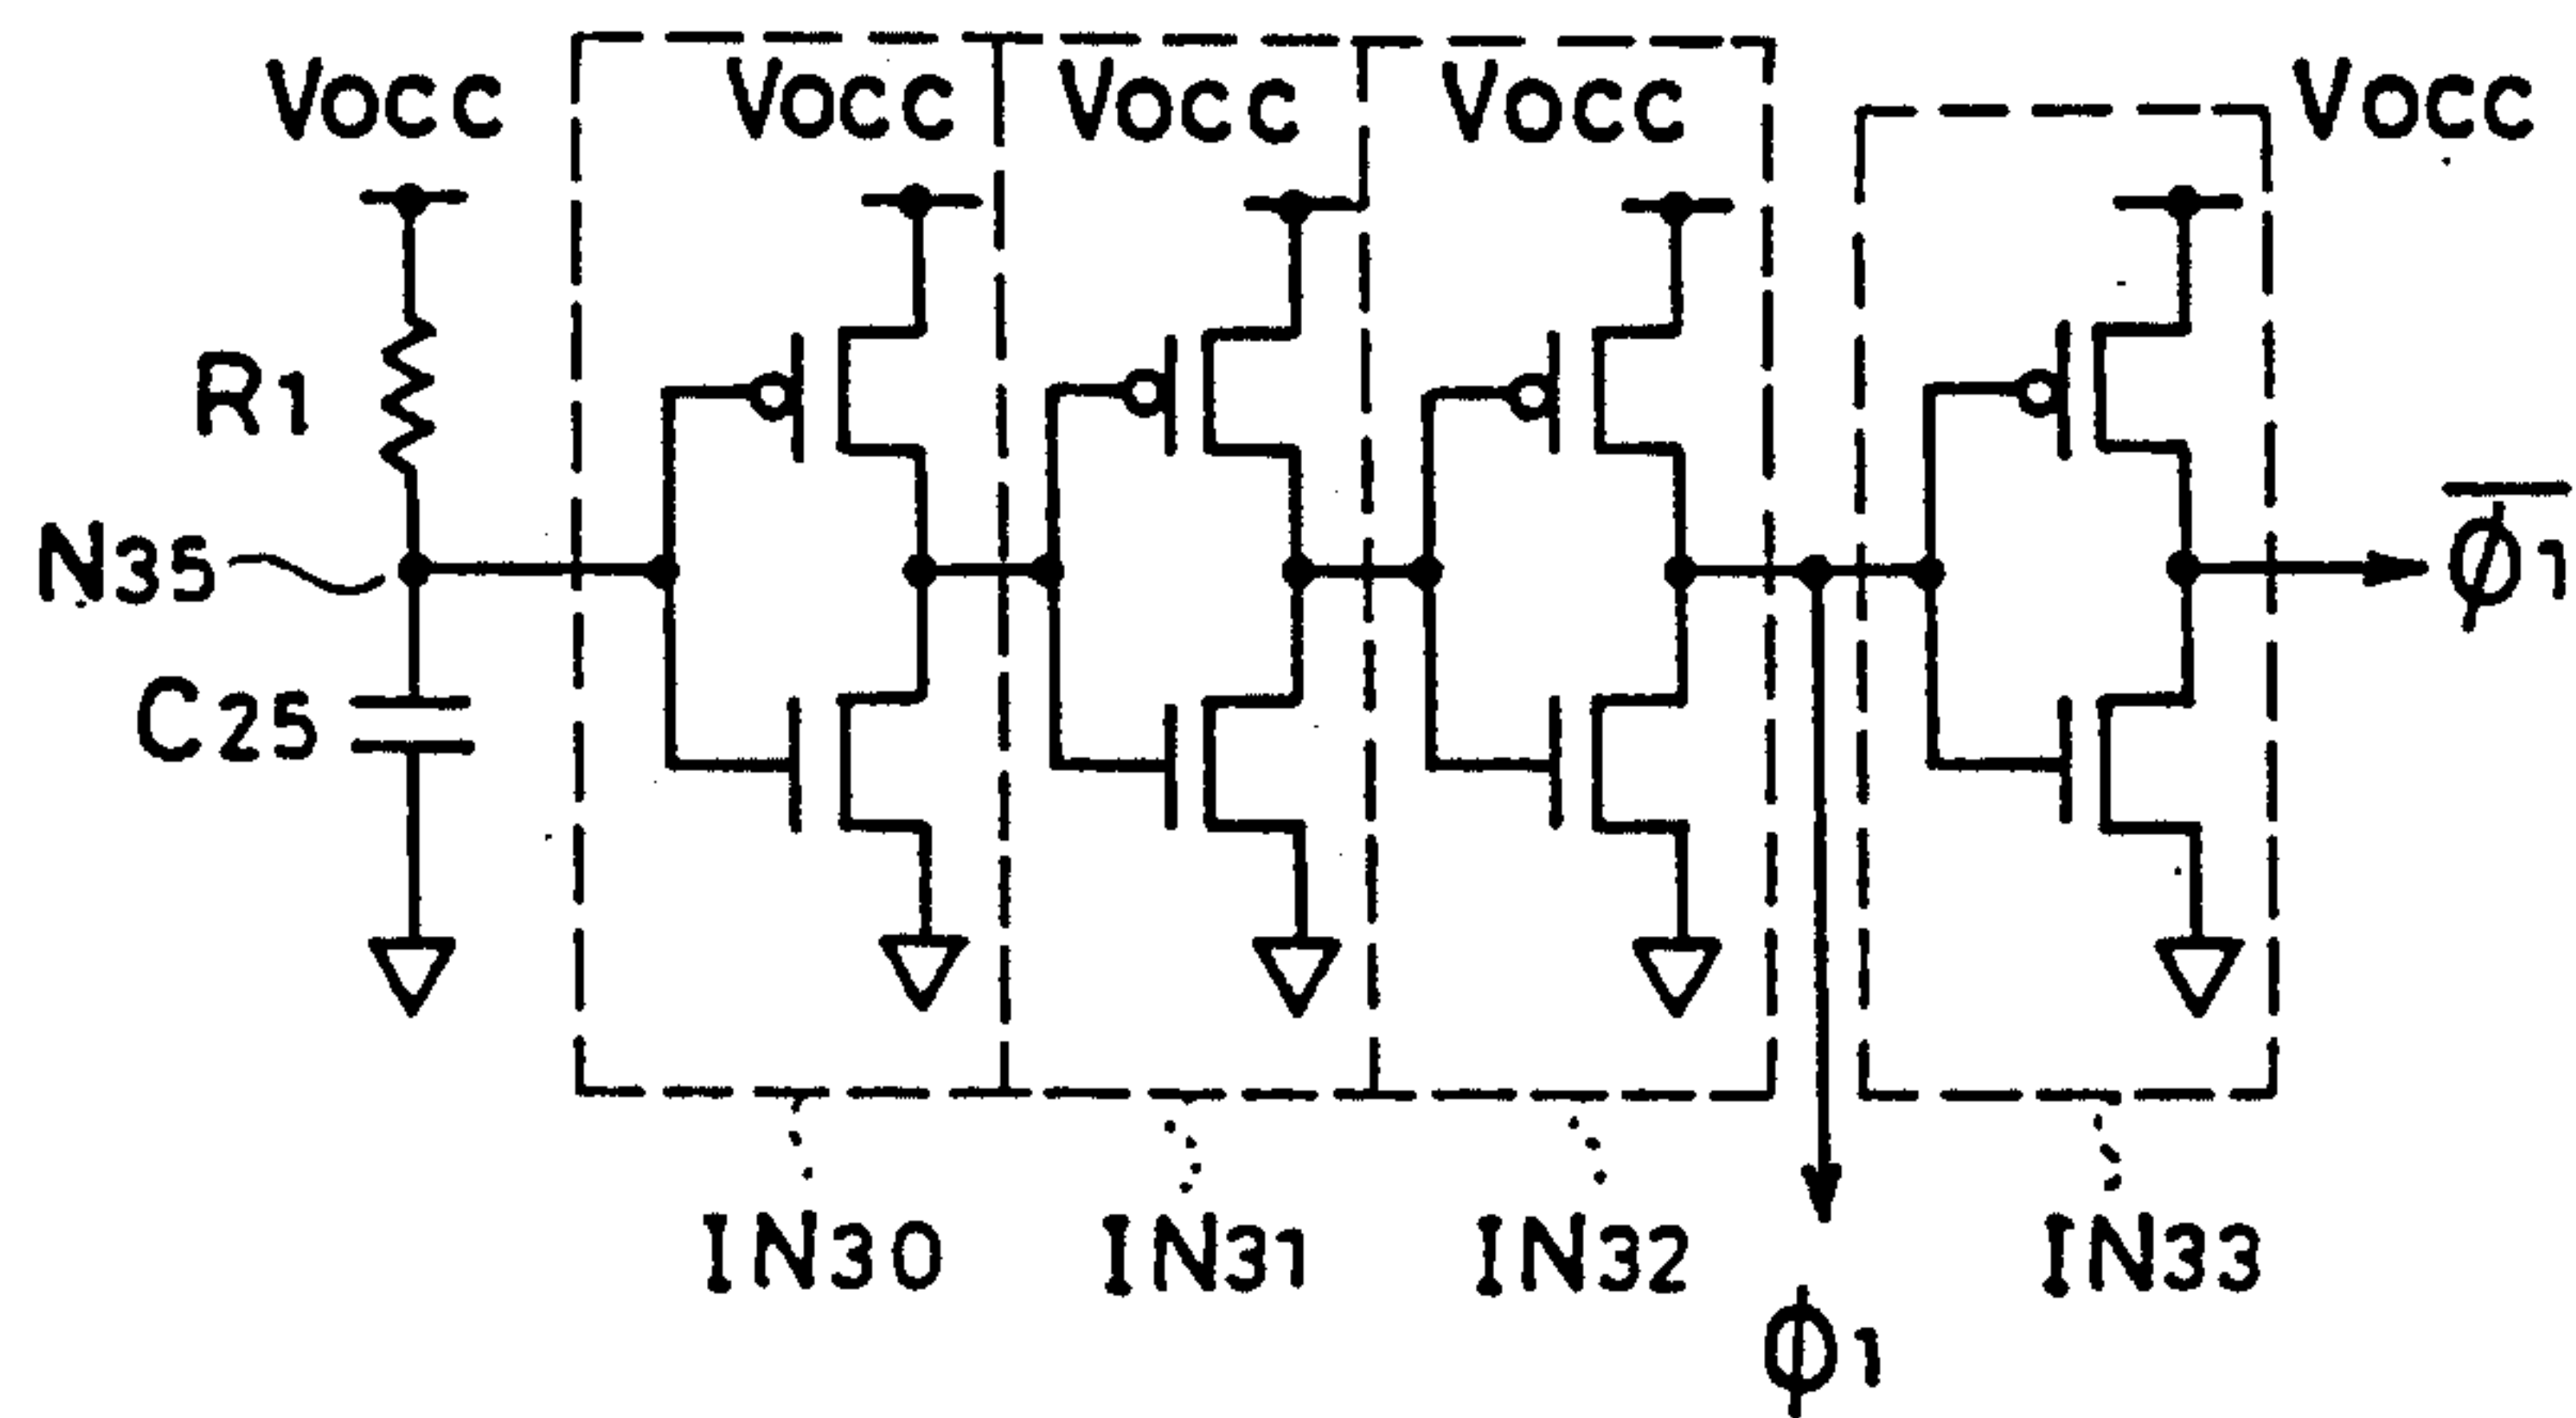 Vocc Vocc Vocc Vocc Vocc
R1
N35
C25
φ̅1̅
IN30 IN31 IN32 IN33
φ1